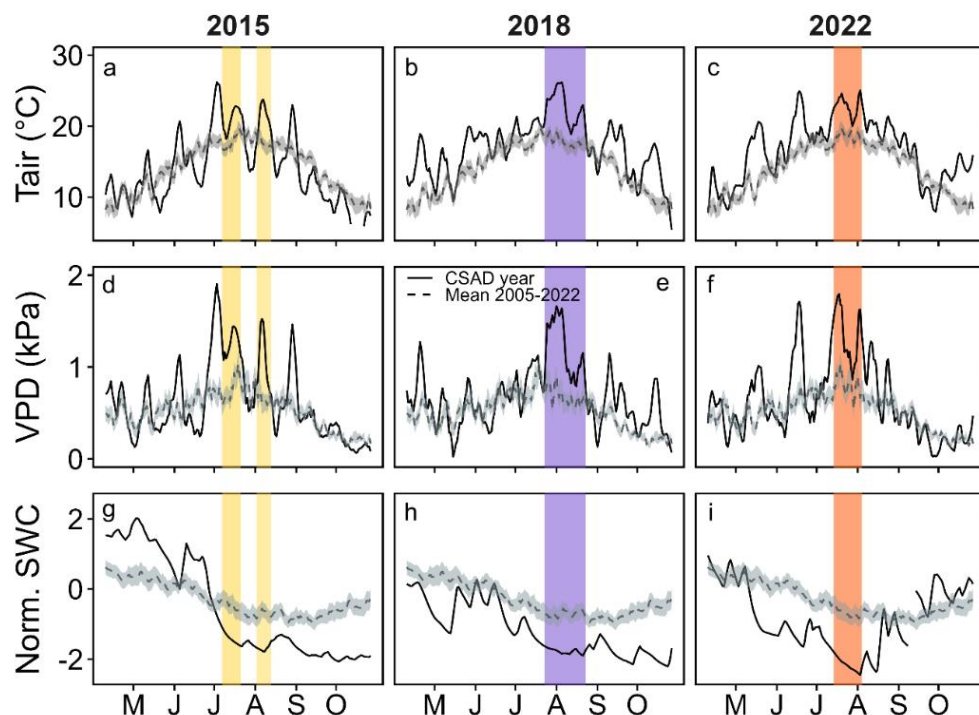 2015 2018 2022
Tair (°C)
30
20
10
a
b
c
VPD (kPa)
2
1
0
d
CSAD year
Mean 2005-2022
e
f
Norm. SWC
2
0
-2
g
h
i
M J J A S O M J J A S O M J J A S O